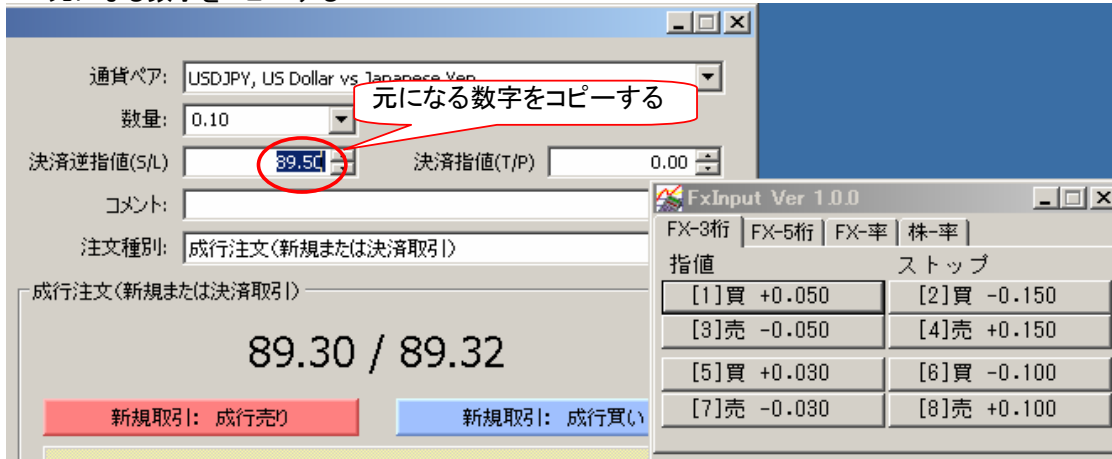 通貨ペア: USDJPY, US Dollar vs Japanese Yen
元になる数字をコピーする
数量: 0.10
決済逆指値(S/L) 89.50 決済指値(T/P) 0.00
コメント:
注文種別: 成行注文(新規または決済取引)
成行注文(新規または決済取引)
89.30 / 89.32
新規取引: 成行売り 新規取引: 成行買い
FxInput Ver 1.0.0
FX-3桁 FX-5桁 FX-率 株-率
指値 ストップ
[1]買 +0.050 [2]買 -0.150
[3]売 -0.050 [4]売 +0.150
[5]買 +0.030 [6]買 -0.100
[7]売 -0.030 [8]売 +0.100